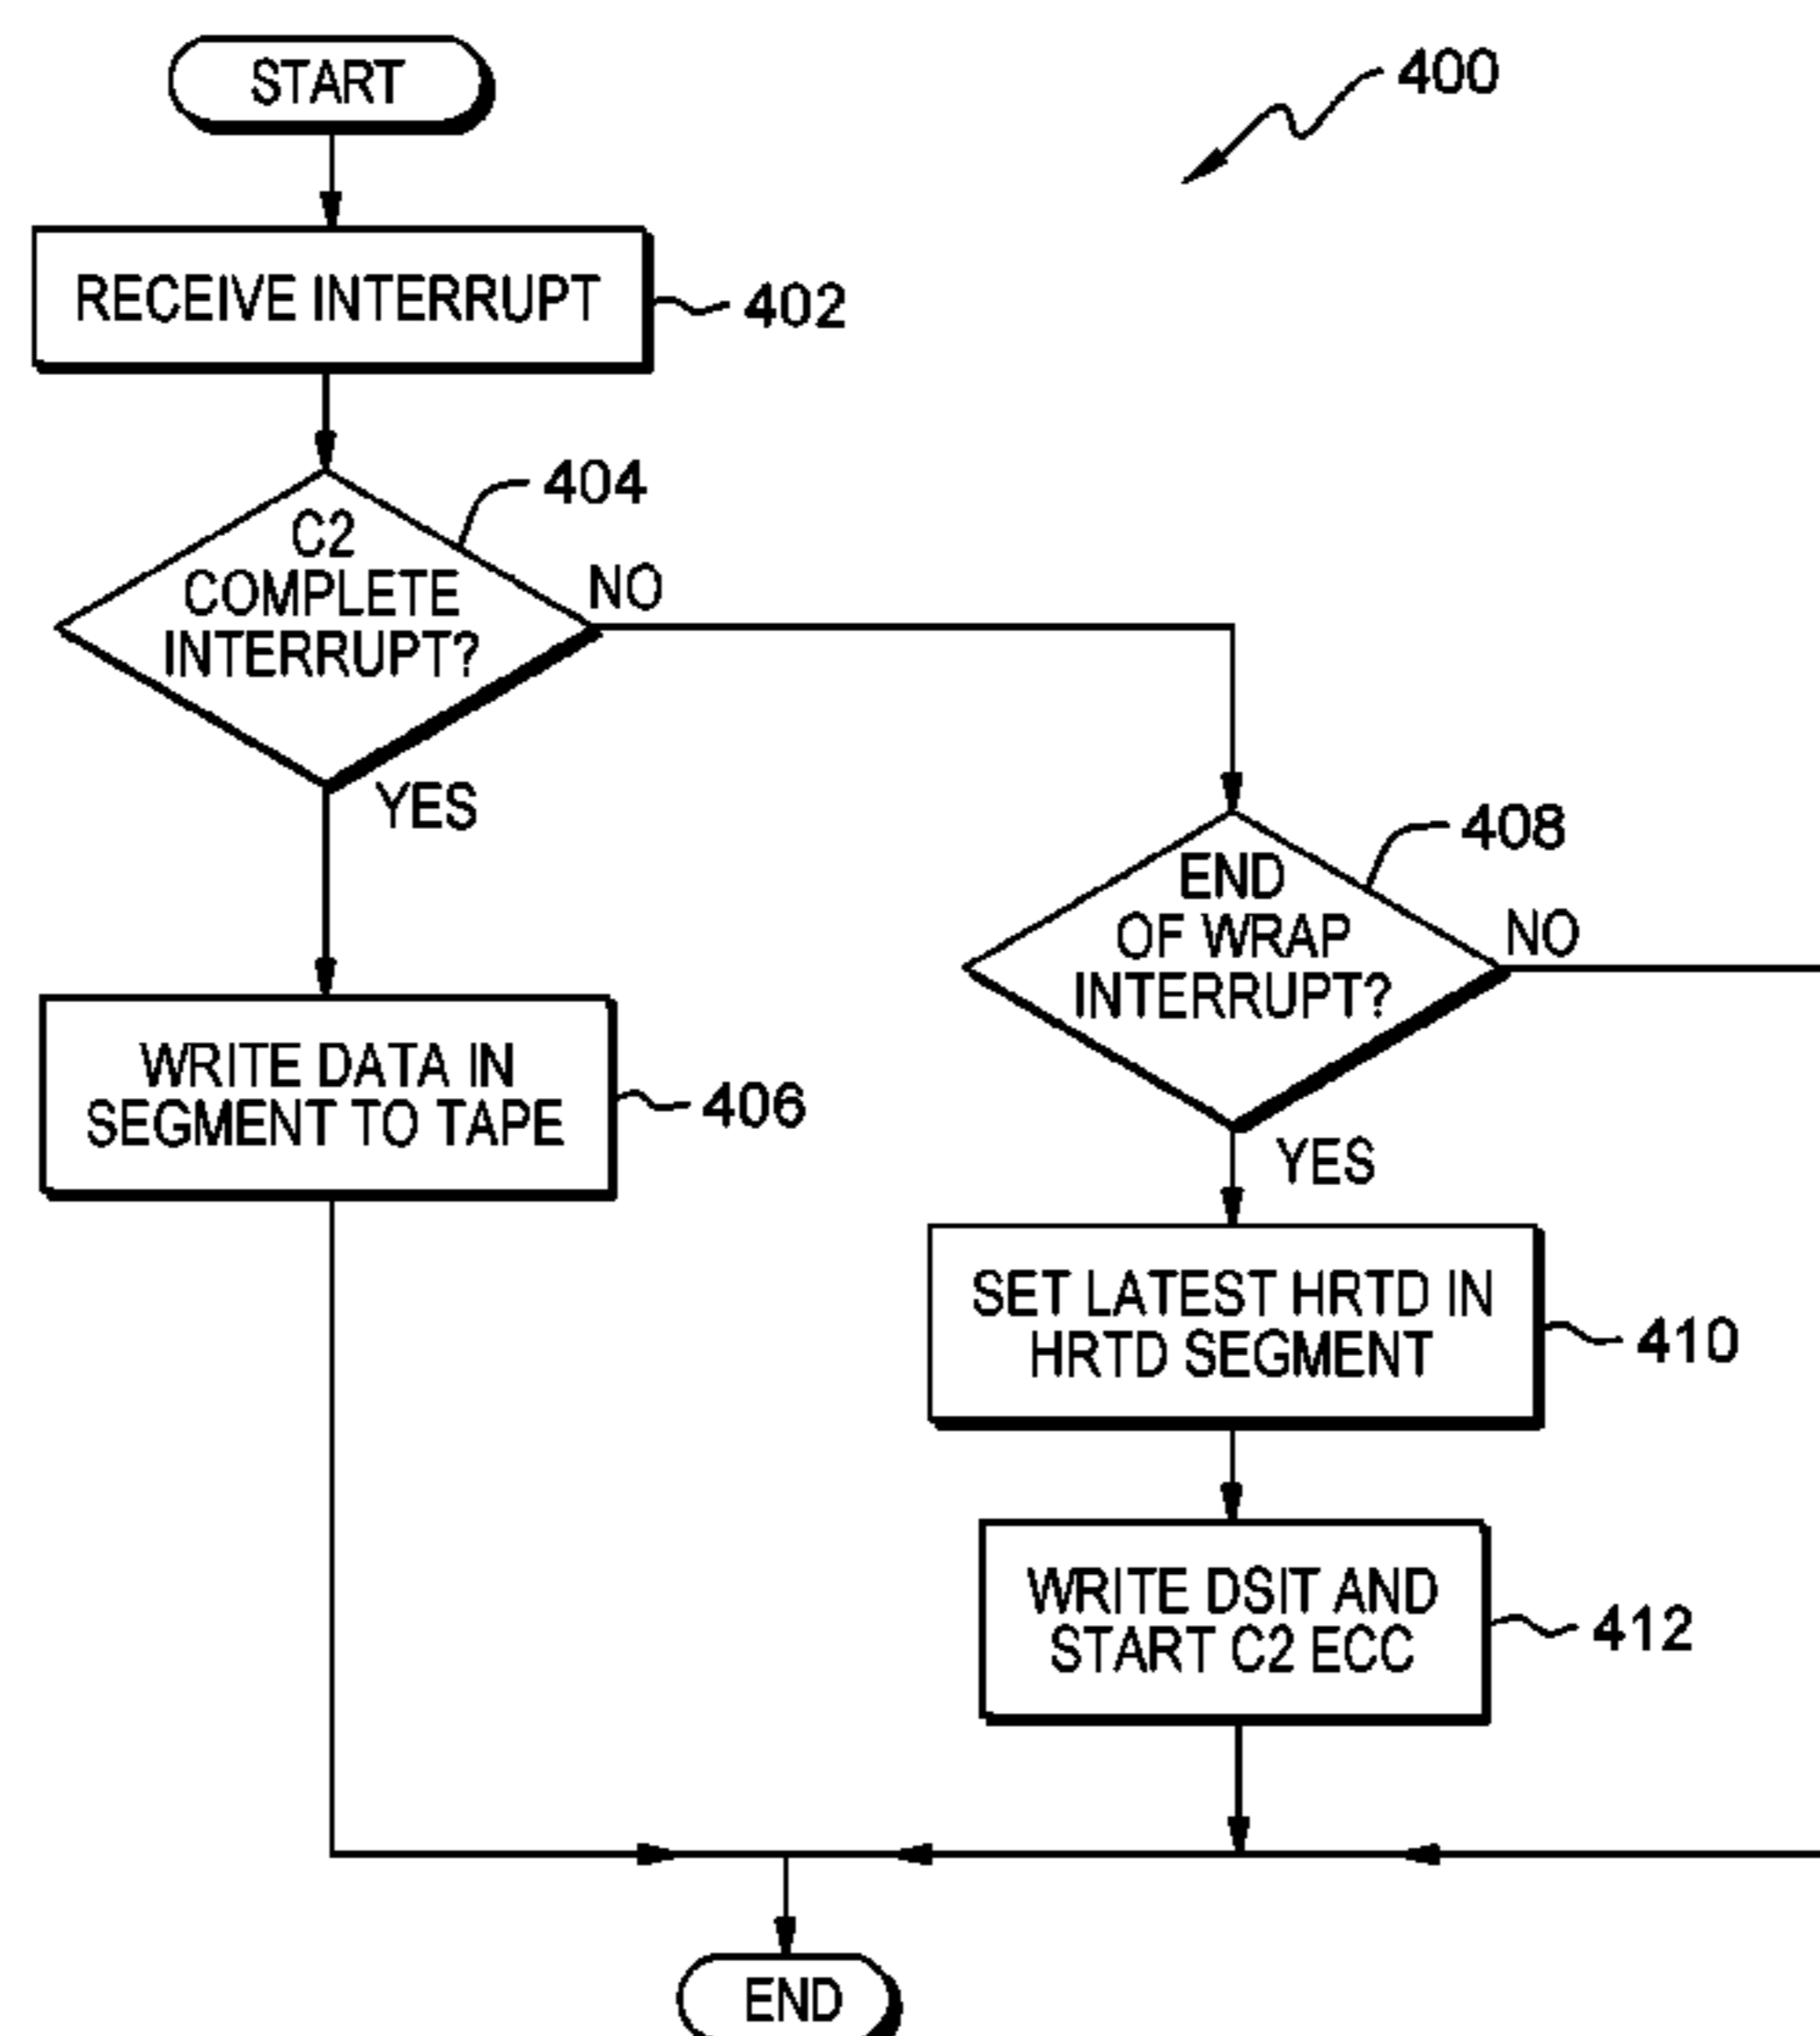 START
400
RECEIVE INTERRUPT
402
404
C2
COMPLETE
INTERRUPT?
NO
YES
408
END
OF WRAP
INTERRUPT?
NO
YES
WRITE DATA IN
SEGMENT TO TAPE
406
SET LATEST HRTD IN
HRTD SEGMENT
410
WRITE DSIT AND
START C2 ECC
412
END